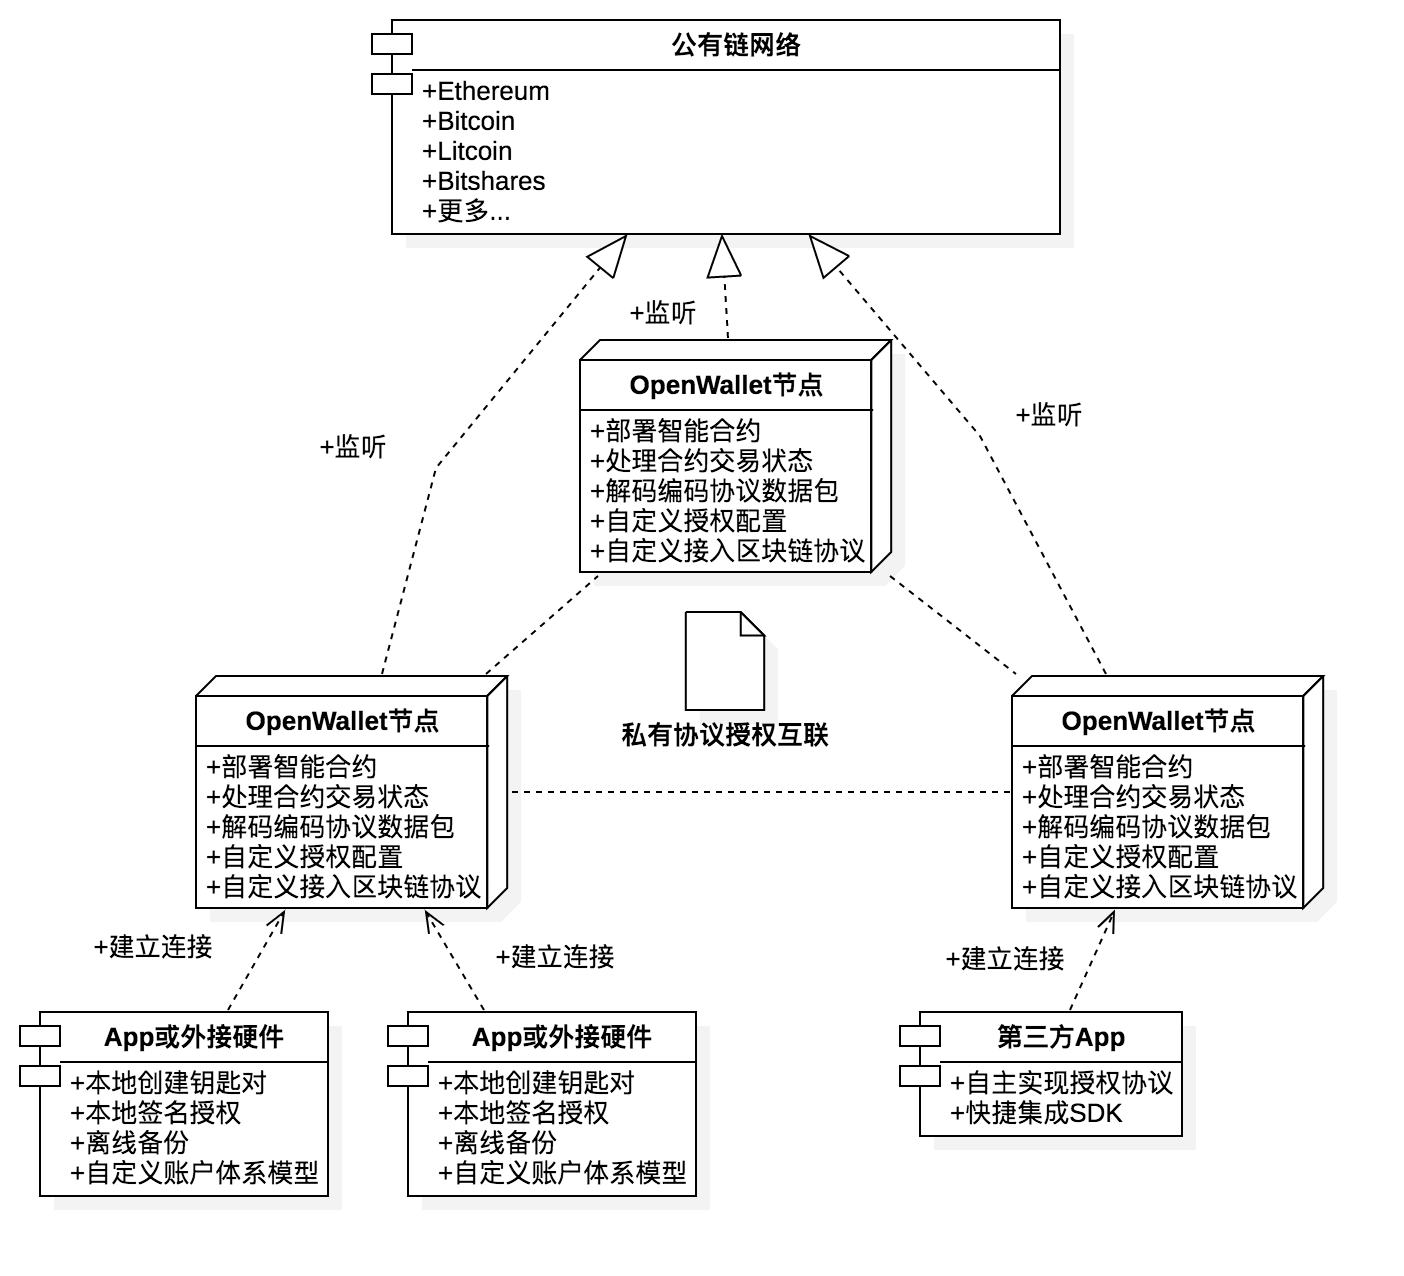 公有链网络
+Ethereum
+Bitcoin
+Litcoin
+Bitshares
+更多...
+监听
+监听
+监听
OpenWallet节点
+部署智能合约
+处理合约交易状态
+解码编码协议数据包
+自定义授权配置
+自定义接入区块链协议
私有协议授权互联
OpenWallet节点
+部署智能合约
+处理合约交易状态
+解码编码协议数据包
+自定义授权配置
+自定义接入区块链协议
OpenWallet节点
+部署智能合约
+处理合约交易状态
+解码编码协议数据包
+自定义授权配置
+自定义接入区块链协议
+建立连接
+建立连接
+建立连接
App或外接硬件
+本地创建钥匙对
+本地签名授权
+离线备份
+自定义账户体系模型
App或外接硬件
+本地创建钥匙对
+本地签名授权
+离线备份
+自定义账户体系模型
第三方App
+自主实现授权协议
+快捷集成SDK